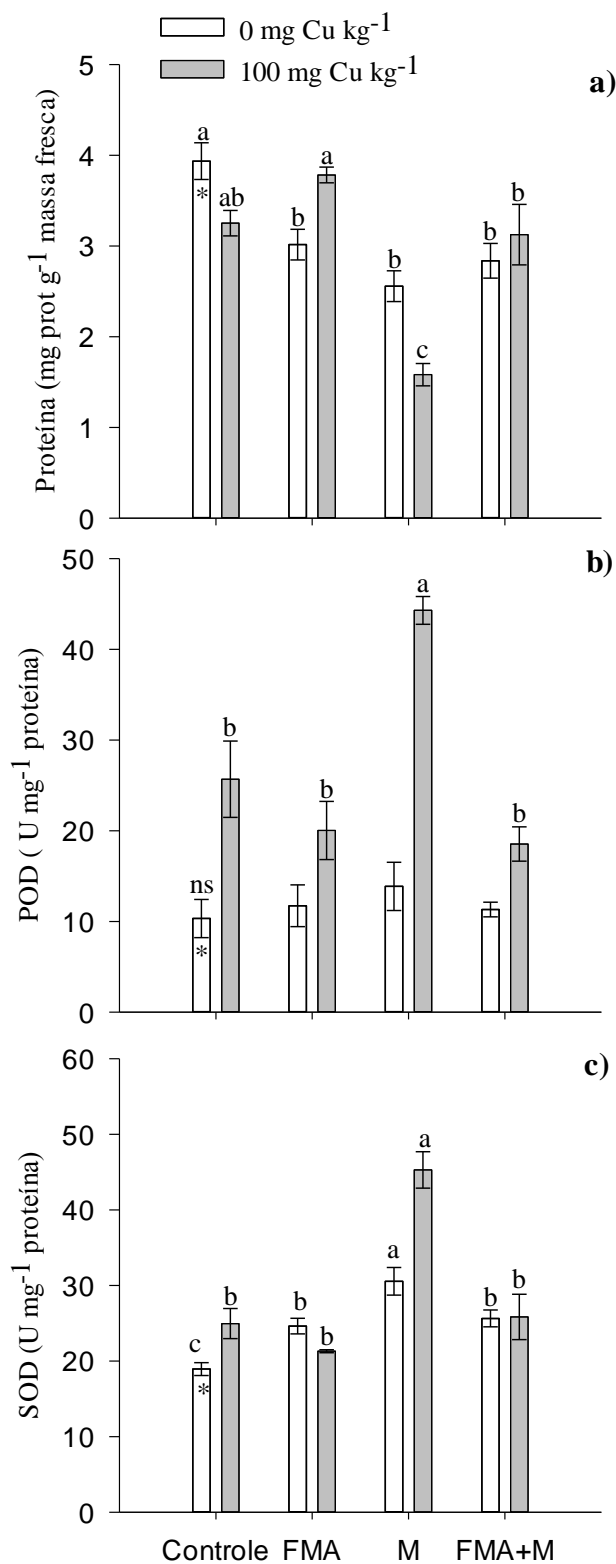 0 mg Cu kg-1
100 mg Cu kg-1
a)
Proteína (mg prot g-1 massa fresca)
5
4
3
2
1
0
a
*
ab
b
a
b
c
b
b
b)
POD ( U mg-1 proteína)
50
40
30
20
10
0
ns
*
b
b
a
b
c)
SOD (U mg-1 proteína)
60
50
40
30
20
10
0
c
*
b
b
b
a
a
b
b
Controle FMA M FMA+M